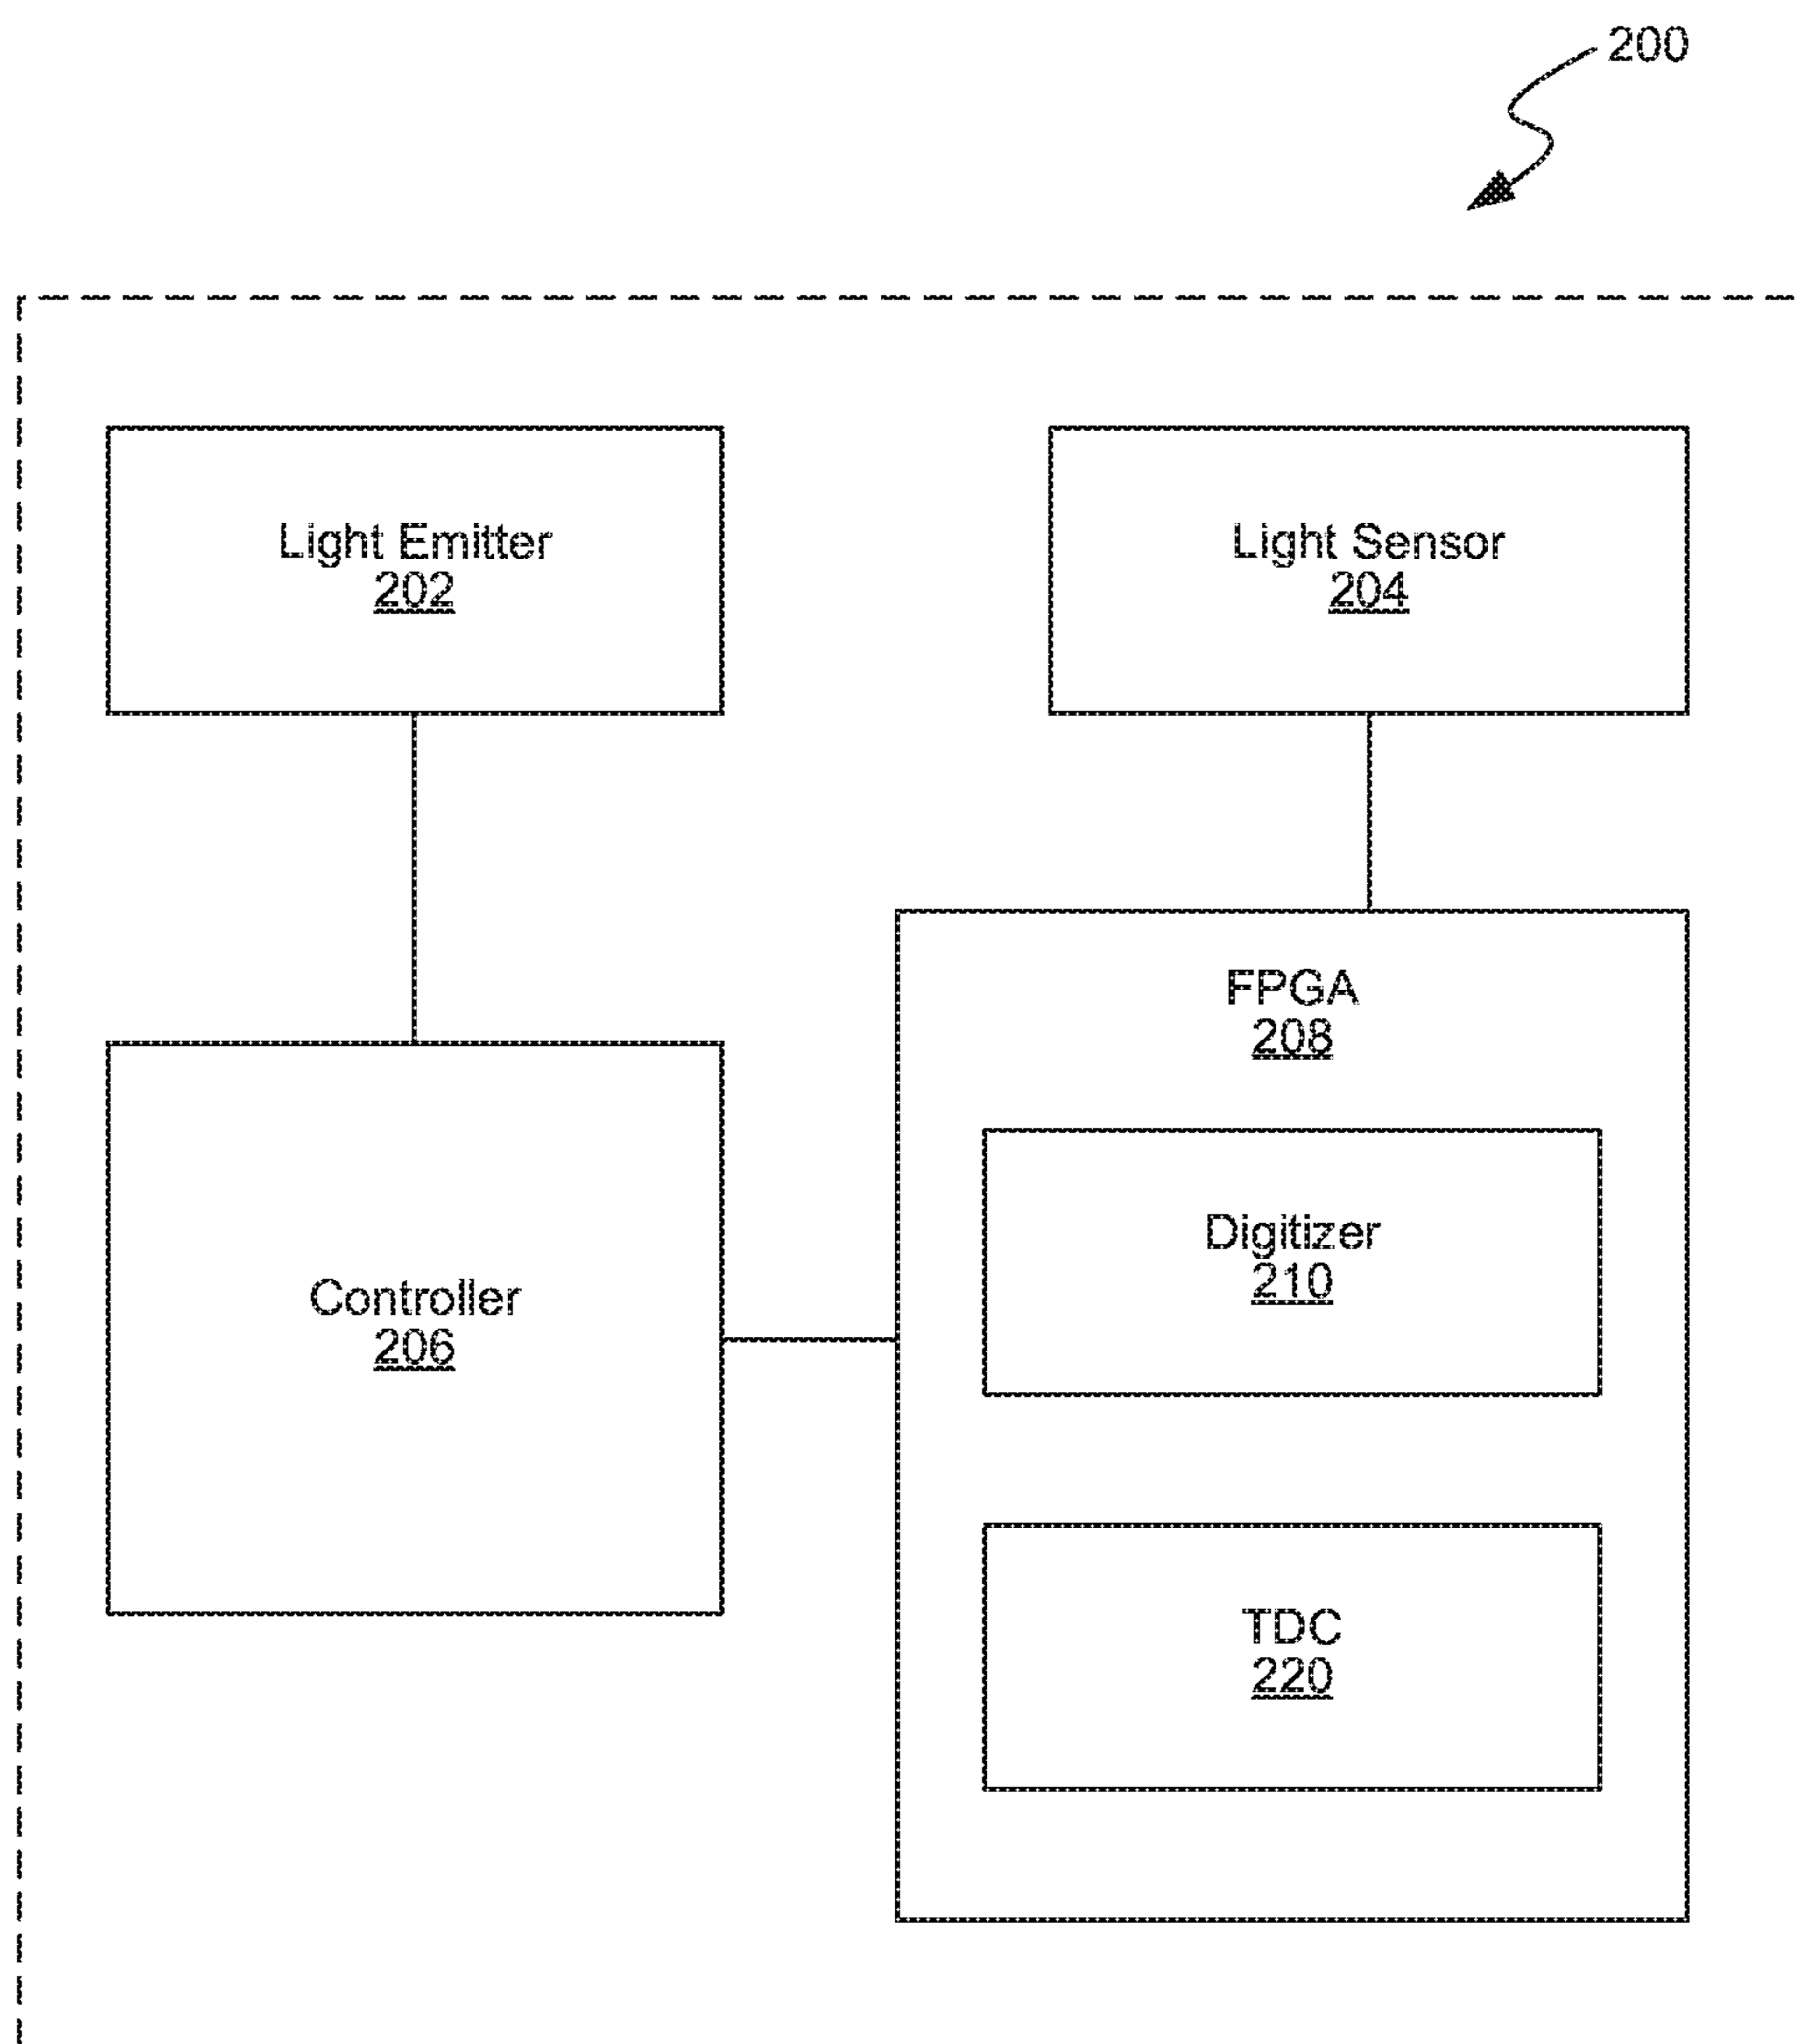 200
Light Emitter
202
Light Sensor
204
FPGA
208
Digitizer
210
Controller
206
TDC
220